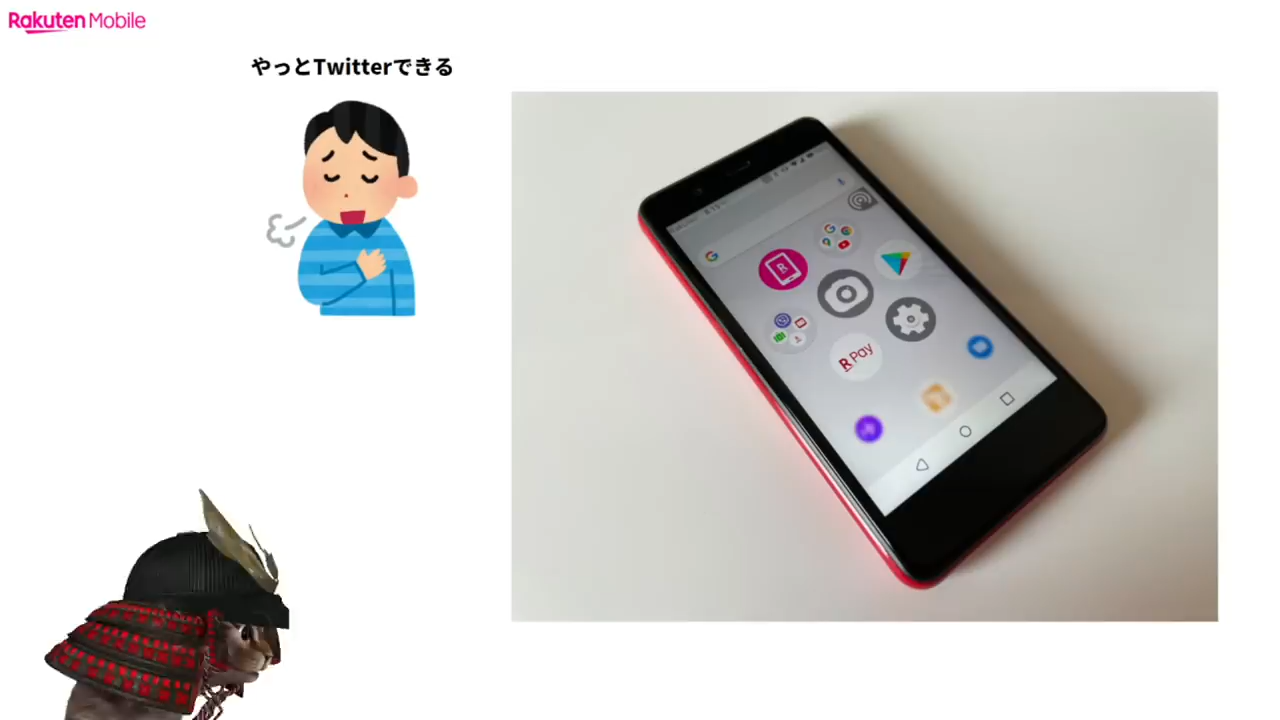 Rakuten Mobile
やっとTwitterできる
R
R Pay